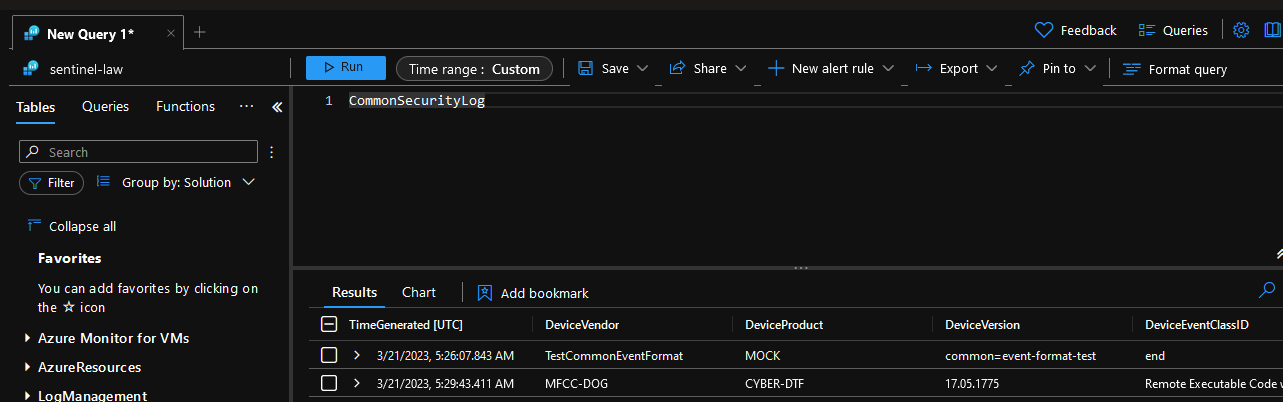 New Query 1*
Feedback
Queries
sentinel-law
Run
Time range : Custom
Save
Share
New alert rule
Export
Pin to
Format query
Tables
Queries
Functions
1 CommonSecurityLog
Search
Filter
Group by: Solution
Collapse all
Favorites
You can add favorites by clicking on
the ☆ icon
Azure Monitor for VMs
AzureResources
LogManagement
Results
Chart
Add bookmark
TimeGenerated [UTC] DeviceVendor DeviceProduct DeviceVersion DeviceEventClassID
3/21/2023, 5:26:07.843 AM TestCommonEventFormat MOCK common=event-format-test end
3/21/2023, 5:29:43.411 AM MFCC-DOG CYBER-DTF 17.05.1775 Remote Executable Code